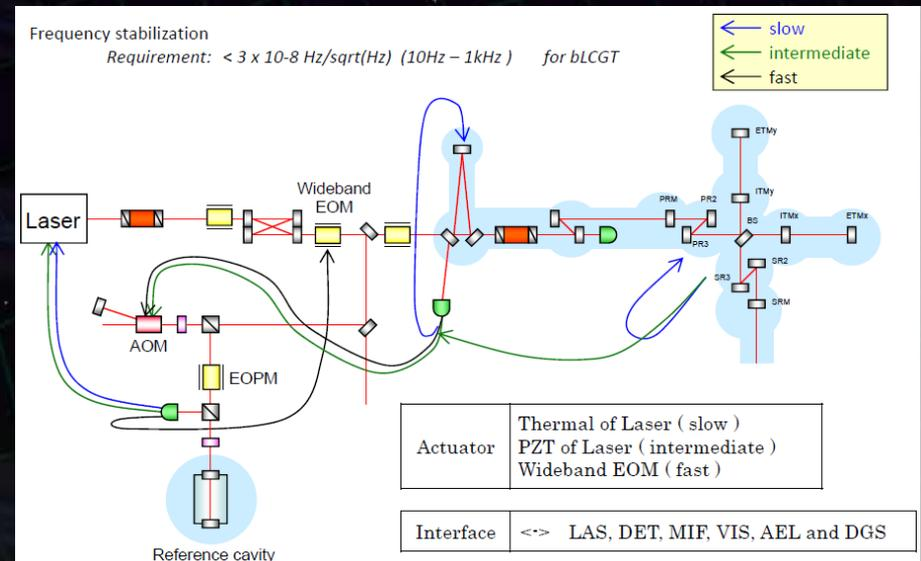 Frequency stabilization
Requirement: < 3 x 10-8 Hz/sqrt(Hz) (10Hz – 1kHz ) for bLCGT
slow
intermediate
fast
ETMy
Wideband
EOM
Laser
PRM
PR2
ITMy
BS
ITMx
ETMx
PR3
SR2
SR3
SRM
AOM
EOPM
Actuator
Thermal of Laser ( slow )
PZT of Laser ( intermediate )
Wideband EOM ( fast )
Interface
<-> LAS, DET, MIF, VIS, AEL and DGS
Reference cavity